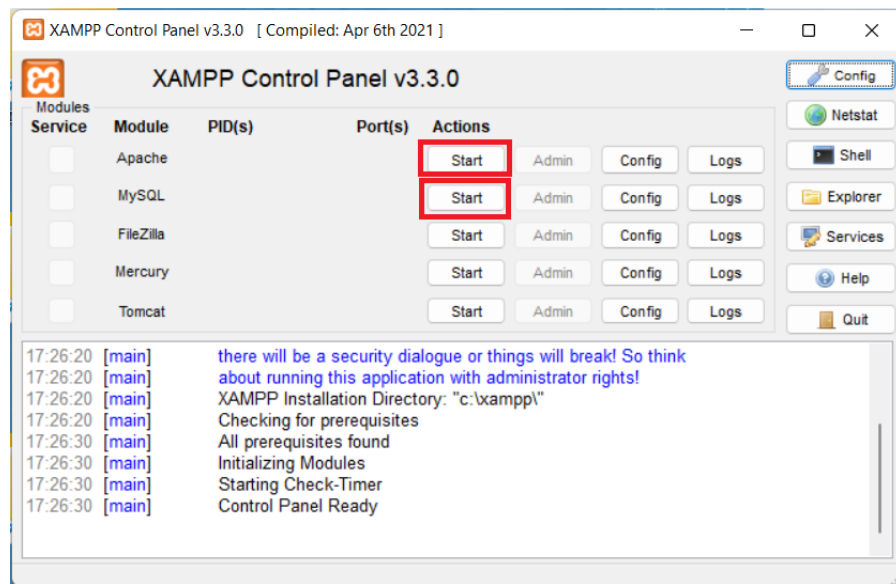 XAMPP Control Panel v3.3.0 [ Compiled: Apr 6th 2021 ]
XAMPP Control Panel v3.3.0
Config
Modules
Service Module PID(s) Port(s) Actions
Netstat
Apache Start Admin Config Logs
Shell
MySQL Start Admin Config Logs
Explorer
FileZilla Start Admin Config Logs
Services
Mercury Start Admin Config Logs
Help
Tomcat Start Admin Config Logs
Quit
17:26:20 [main] there will be a security dialogue or things will break! So think
17:26:20 [main] about running this application with administrator rights!
17:26:20 [main] XAMPP Installation Directory: "c:\xampp\"
17:26:20 [main] Checking for prerequisites
17:26:30 [main] All prerequisites found
17:26:30 [main] Initializing Modules
17:26:30 [main] Starting Check-Timer
17:26:30 [main] Control Panel Ready